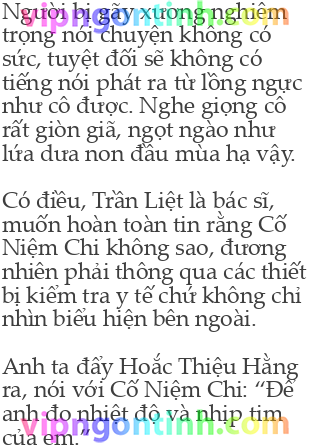 Người bị gãy xương nghiêm
trọng nói chuyện không có
sức, tuyệt đối sẽ không có
tiếng nói phát ra từ lồng ngực
như cô được. Nghe giọng cô
rất giòn giã, ngọt ngào như
lứa dưa non đầu mùa hạ vậy.
Có điều, Trần Liệt là bác sĩ,
muốn hoàn toàn tin rằng Cố
Niệm Chi không sao, đương
nhiên phải thông qua các thiết
bị kiểm tra y tế chứ không chỉ
nhìn biểu hiện bên ngoài.
Anh ta đẩy Hoắc Thiệu Hằng
ra, nói với Cố Niệm Chi: “Để
anh đo nhiệt độ và nhịp tim
của em.”
vipngontinh.com
vipngontinh.com